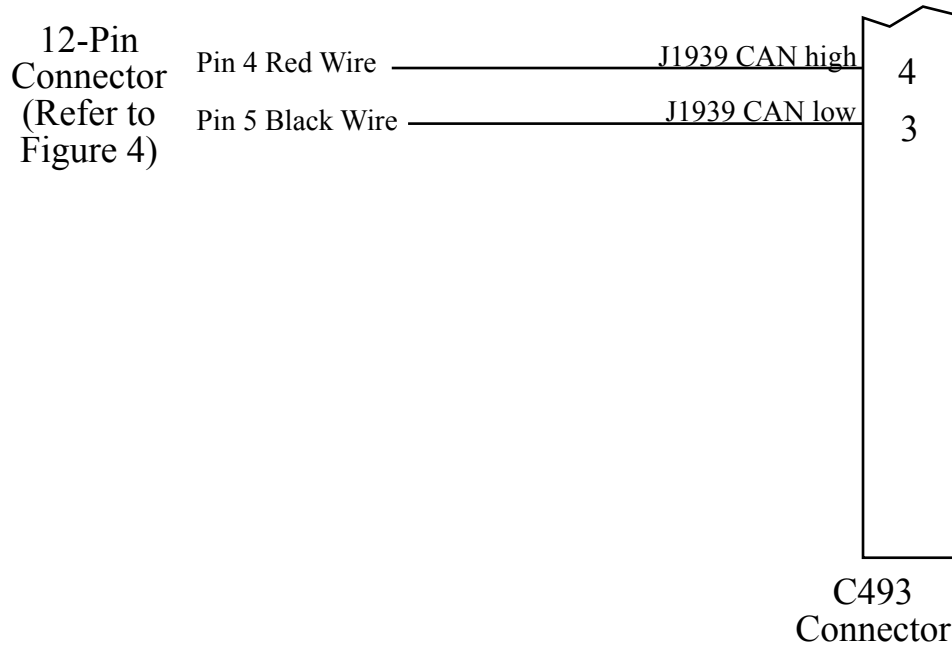 12-Pin
Connector
(Refer to
Figure 4)
Pin 4 Red Wire
J1939 CAN high
4
Pin 5 Black Wire
J1939 CAN low
3
C493
Connector